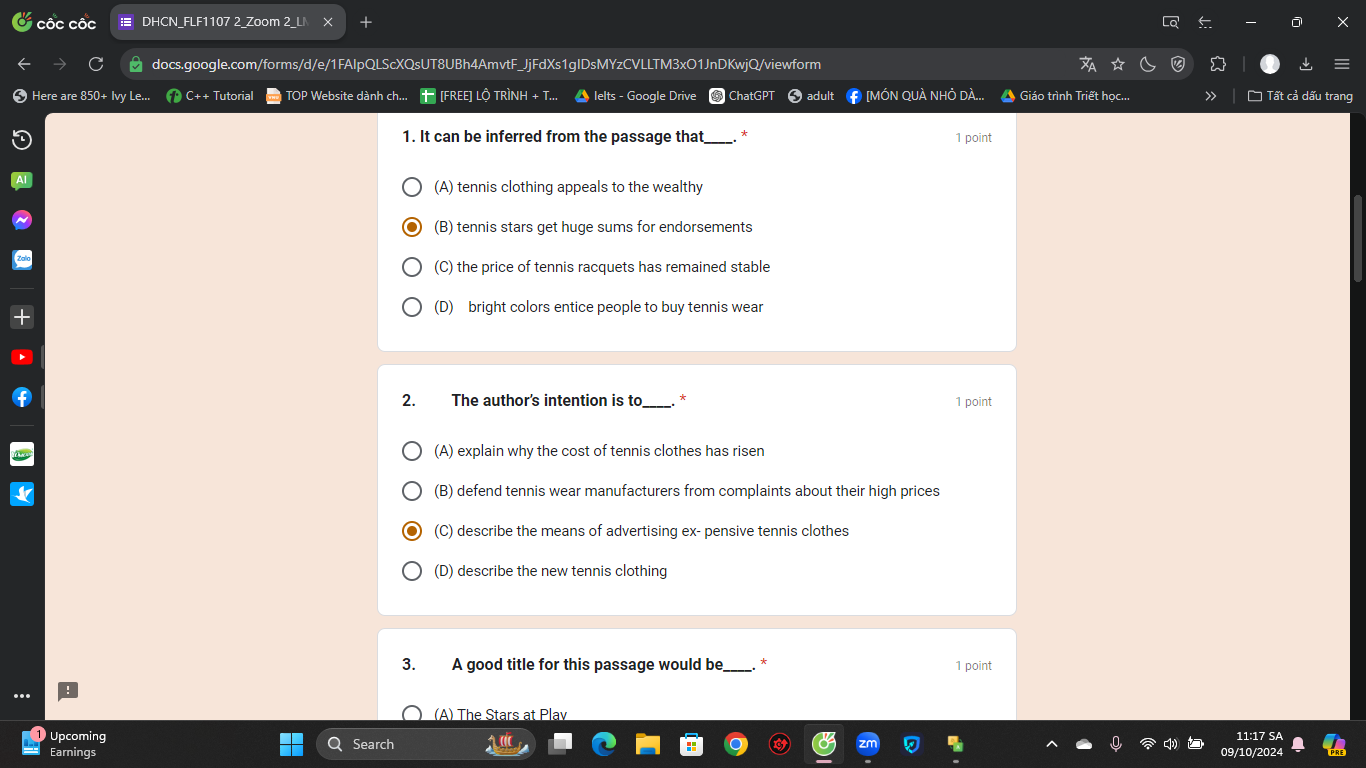 cốc cốc
DHCN_FLF1107 2_Zoom 2_LN
docs.google.com/forms/d/e/1FAIpQLScXQsUT8UBh4AmvtF_JjFdXs1gIDsMYzCVLLTM3xO1JnDKwjQ/viewform
Here are 850+ Ivy Le...
C++ Tutorial
TOP Website dành ch...
[FREE] LỘ TRÌNH + T...
Ielts - Google Drive
ChatGPT
adult
[MÓN QUÀ NHỎ DÀ...
Giáo trình Triết học...
Tất cả dấu trang
AI
Zalo
1. It can be inferred from the passage that____. *
1 point
(A) tennis clothing appeals to the wealthy
(B) tennis stars get huge sums for endorsements
(C) the price of tennis racquets has remained stable
(D) bright colors entice people to buy tennis wear
2. The author's intention is to____. *
1 point
(A) explain why the cost of tennis clothes has risen
(B) defend tennis wear manufacturers from complaints about their high prices
(C) describe the means of advertising ex- pensive tennis clothes
(D) describe the new tennis clothing
3. A good title for this passage would be____. *
1 point
(A) The Stars at Play
1
Upcoming
Earnings
Search
zm
11:17 SA
09/10/2024
PRE